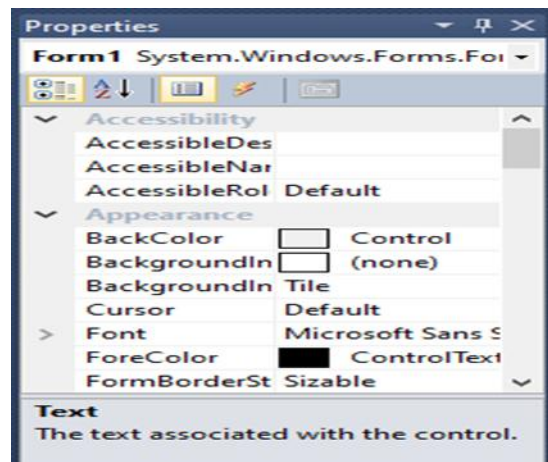 Properties
Form1 System.Windows.Forms.For
Accessibility
AccessibleDes
AccessibleNar
AccessibleRol Default
Appearance
BackColor Control
BackgroundIn (none)
BackgroundIn Tile
Cursor Default
Font Microsoft Sans S
ForeColor ControlText
FormBorderSt Sizable
Text
The text associated with the control.